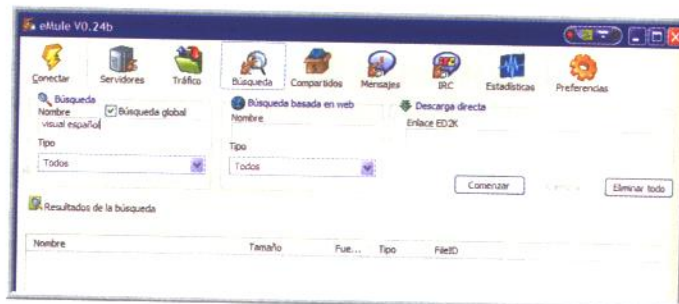 eMule V0.24b
Conectar Servidores Tráfico Búsqueda Compartidos Mensajes IRC Estadísticas Preferencias
Búsqueda
Nombre Búsqueda global
visual español
Tipo
Todos
Búsqueda basada en web
Nombre
Tipo
Todos
Descarga directa
Enlace ED2K
Comenzar Eliminar todo
Resultados de la búsqueda
Nombre Tamaño Fue... Tipo FileID